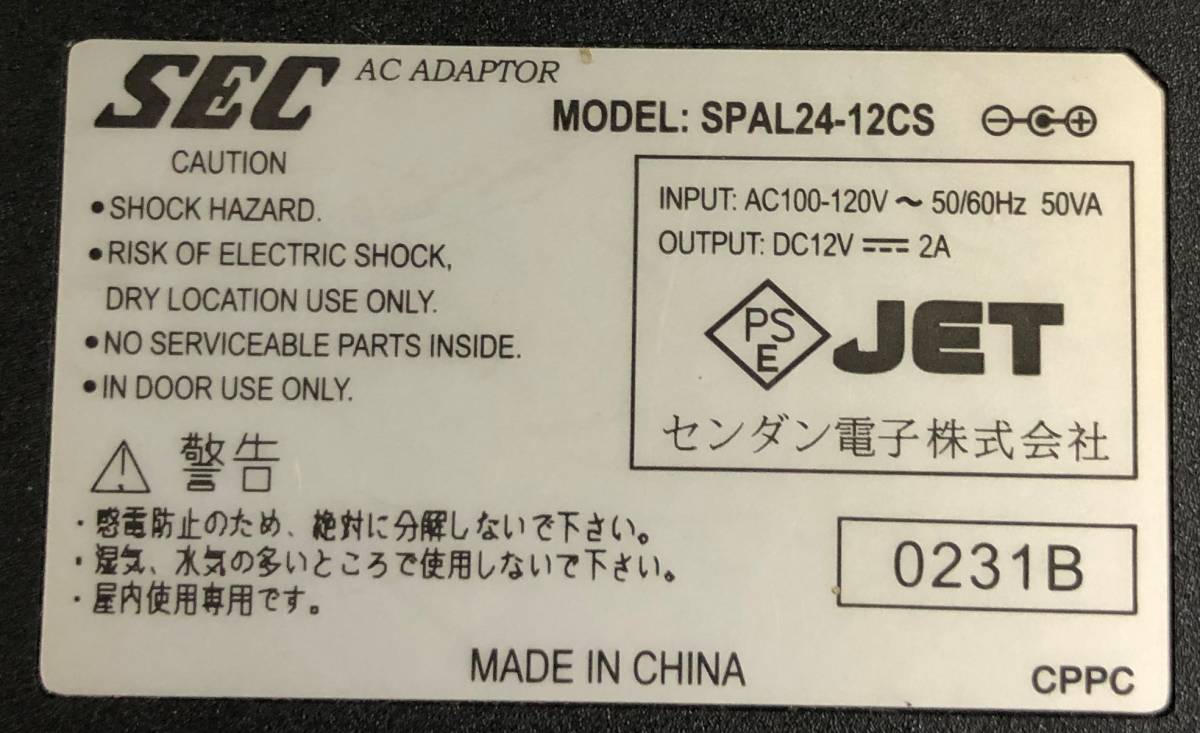 SEC AC ADAPTOR
MODEL: SPAL24-12CS
CAUTION
•SHOCK HAZARD.
•RISK OF ELECTRIC SHOCK,
DRY LOCATION USE ONLY.
•NO SERVICEABLE PARTS INSIDE.
•IN DOOR USE ONLY.
INPUT: AC100-120V～ 50/60Hz 50VA
OUTPUT: DC12V ⎓ 2A
PS
E
JET
センダン電子株式会社
警告
・感電防止のため、絶対に分解しないで下さい。
・湿気、水気の多いところで使用しないで下さい。
・屋内使用専用です。
0231B
MADE IN CHINA
CPPC